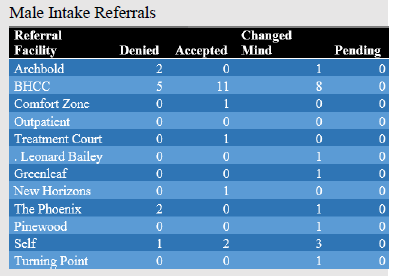 Male Intake Referrals
Referral Facility Denied Accepted Changed Mind Pending
Archbold 2 0 1 0
BHCC 5 11 8 0
Comfort Zone 0 1 0 0
Outpatient 0 0 0 0
Treatment Court 0 1 0 0
. Leonard Bailey 0 0 1 0
Greenleaf 0 0 1 0
New Horizons 0 1 0 0
The Phoenix 2 0 1 0
Pinewood 0 0 1 0
Self 1 2 3 0
Turning Point 0 0 1 0